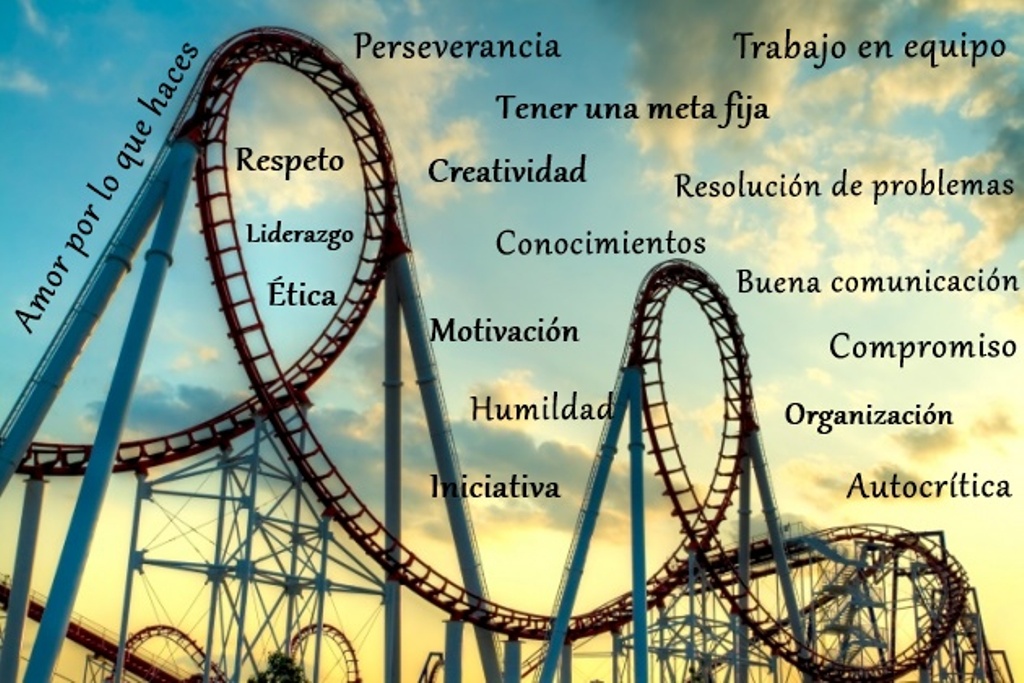 Amor por lo que haces
Perseverancia
Trabajo en equipo
Tener una meta fija
Respeto
Creatividad
Resolución de problemas
Liderazgo
Conocimientos
Ética
Buena comunicación
Motivación
Compromiso
Humildad
Organización
Iniciativa
Autocrítica